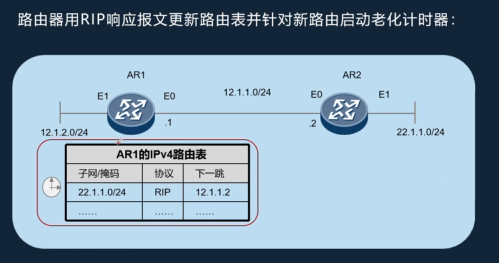 路由器用RIP响应报文更新路由表并针对新路由启动老化计时器：
AR1
AR2
12.1.1.0/24
E1
E0
E0
E1
.1
.2
12.1.2.0/24
22.1.1.0/24
AR1的IPv4路由表
子网/掩码 协议 下一跳
22.1.1.0/24 RIP 12.1.1.2
…… ……